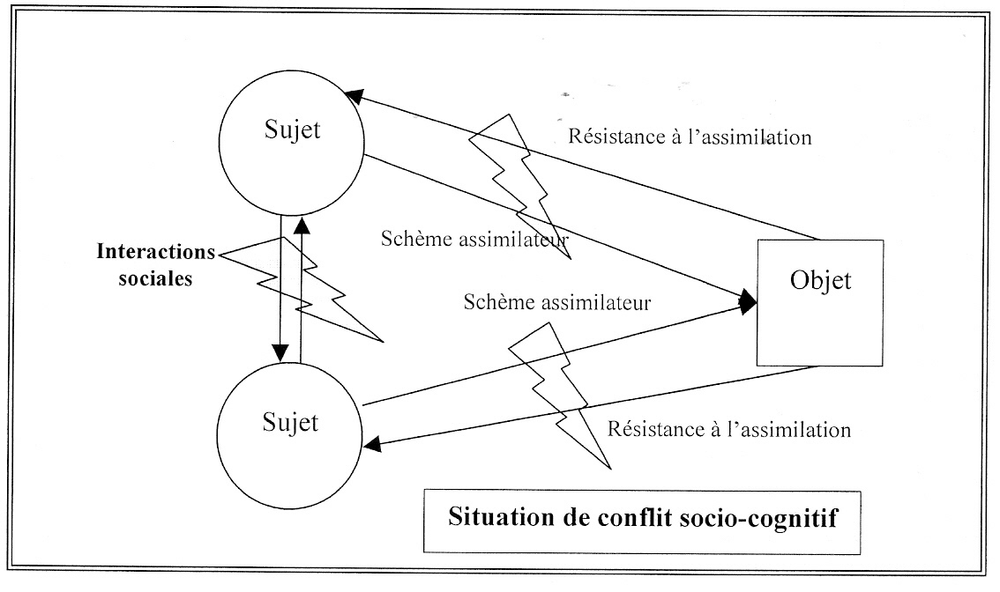 Sujet
Résistance à l'assimilation
Schème assimilateur
Interactions
sociales
Objet
Schème assimilateur
Sujet
Résistance à l'assimilation
Situation de conflit socio-cognitif